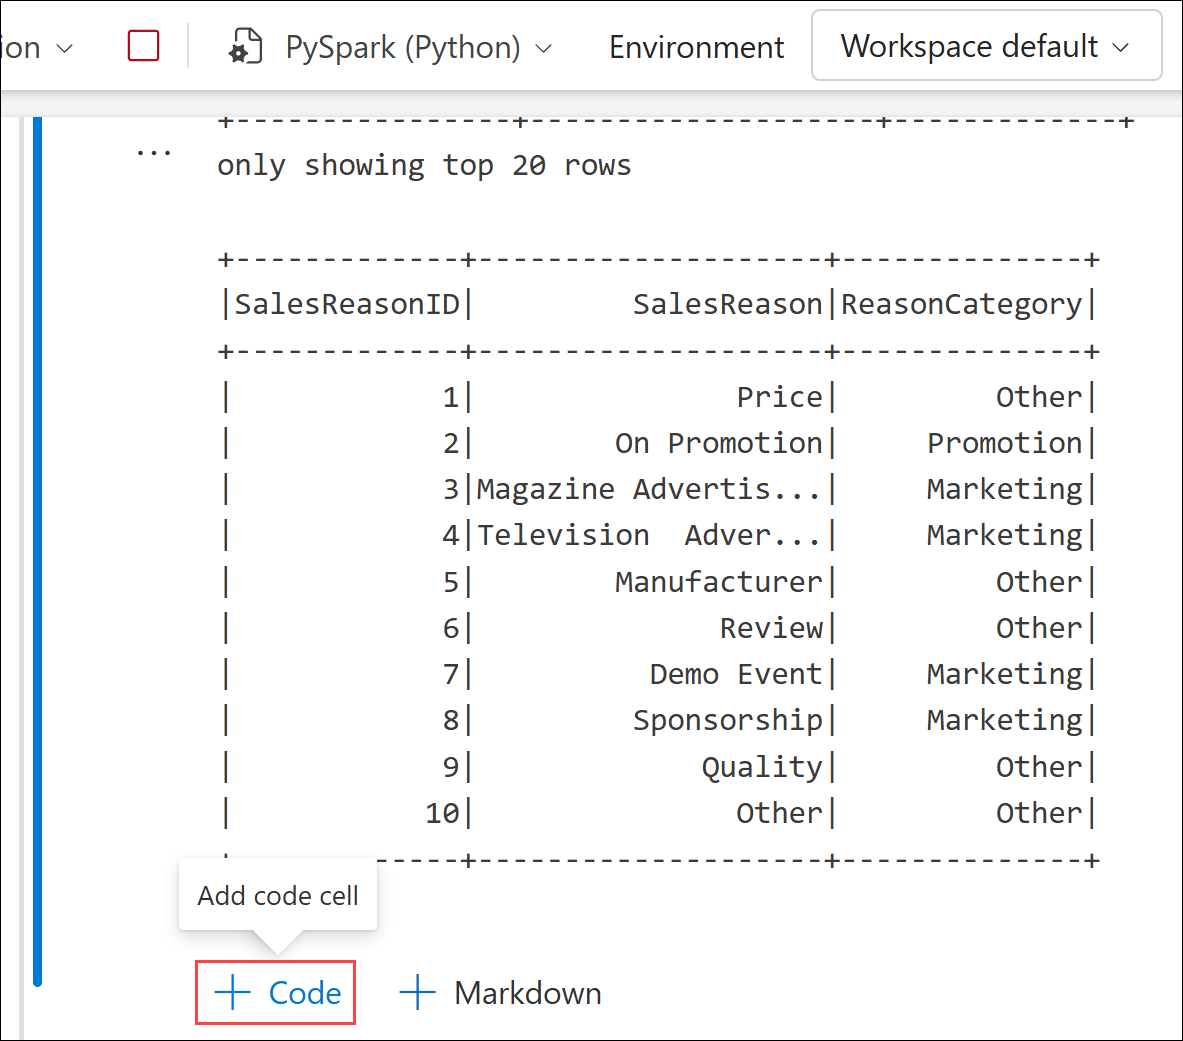 ion PySpark (Python) Environment Workspace default
+----------------+--------------------+-------------+
...
only showing top 20 rows
+-------------+--------------------+--------------+
|SalesReasonID|         SalesReason|ReasonCategory|
+-------------+--------------------+--------------+
|            1|               Price|         Other|
|            2|        On Promotion|     Promotion|
|            3|Magazine Advertis...|     Marketing|
|            4|Television  Adver...|     Marketing|
|            5|        Manufacturer|         Other|
|            6|              Review|         Other|
|            7|          Demo Event|     Marketing|
|            8|         Sponsorship|     Marketing|
|            9|             Quality|         Other|
|           10|               Other|         Other|
+-------------+--------------------+--------------+
Add code cell
+ Code + Markdown